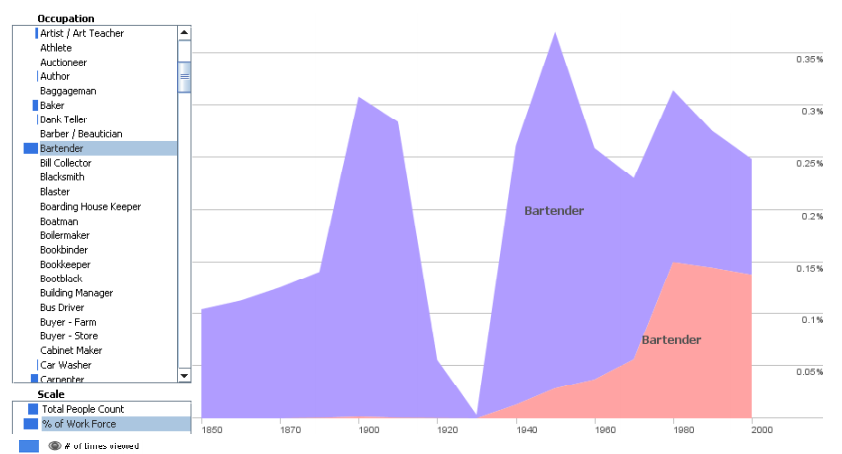 Occupation
Artist / Art Teacher
Athlete
Auctioneer
Author
Baggageman
Baker
Bank Teller
Barber / Beautician
Bartender
Bill Collector
Blacksmith
Blaster
Boarding House Keeper
Boatman
Boilermaker
Bookbinder
Bookkeeper
Bootblack
Building Manager
Bus Driver
Buyer - Farm
Buyer - Store
Cabinet Maker
Car Washer
Carpenter
Scale
Total People Count
% of Work Force
# of times viewed
0.35%
0.3%
0.25%
0.2%
0.15%
0.1%
0.05%
Bartender
Bartender
1850 1870 1900 1920 1940 1960 1980 2000